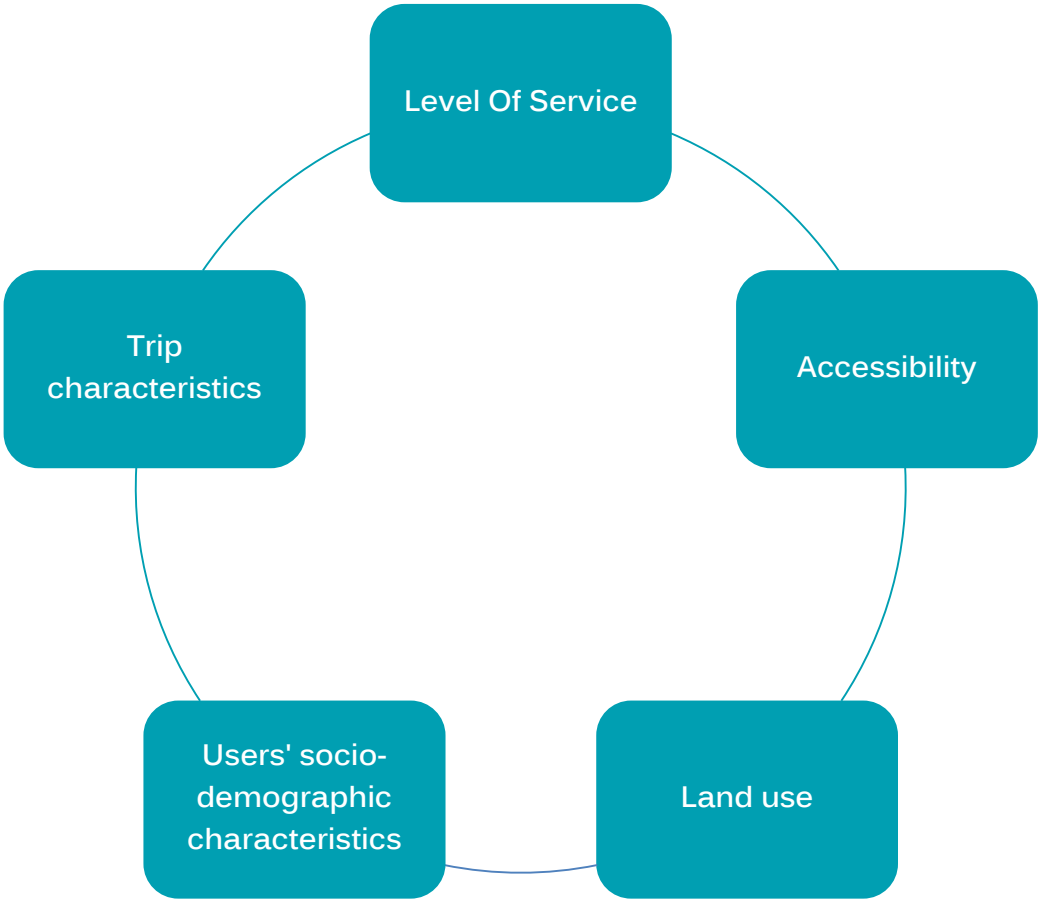 Level Of Service
Trip
characteristics
Accessibility
Users' socio-
demographic
characteristics
Land use